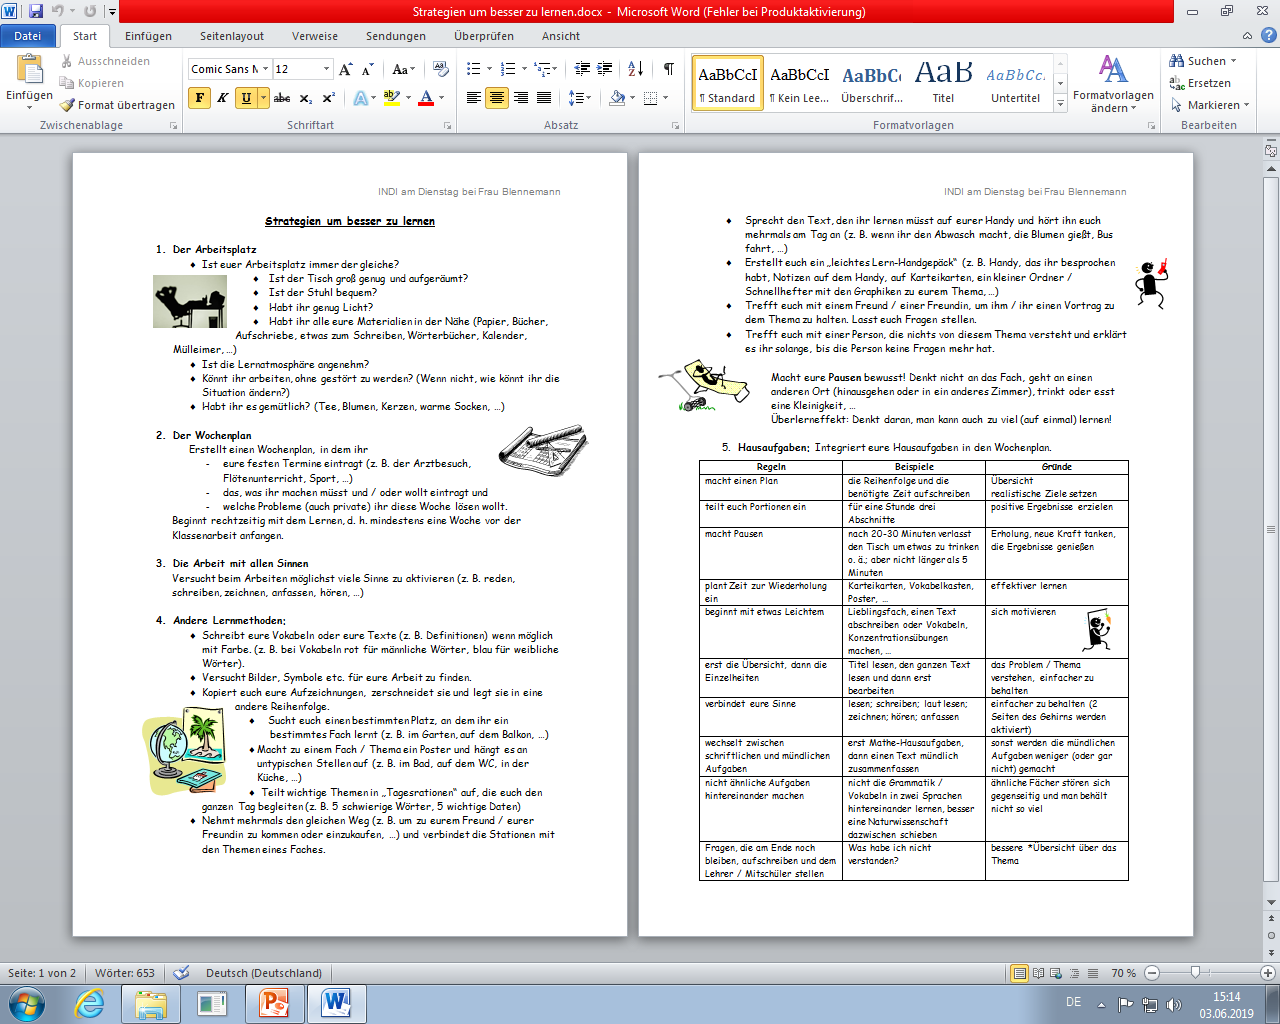 Strategien um besser zu lernen.docx - Microsoft Word (Fehler bei Produktaktivierung)
Datei Start Einfügen Seitenlayout Verweise Sendungen Überprüfen Ansicht
Einfügen
Ausschneiden
Kopieren
Format übertragen
Zwischenablage
Comic Sans M 12
Schriftart
Absatz
AaBbCcI AaBbCcI AaBbCc AaB AaBbCcI
¶ Standard ¶ Kein Lee... Überschrif... Titel Untertitel
Formatvorlagen
Formatvorlagen ändern
Suchen
Ersetzen
Markieren
Bearbeiten
INDI am Dienstag bei Frau Blennemann
Strategien um besser zu lernen
1. Der Arbeitsplatz
♦ Ist euer Arbeitsplatz immer der gleiche?
♦ Ist der Tisch groß genug und aufgeräumt?
♦ Ist der Stuhl bequem?
♦ Habt ihr genug Licht?
♦ Habt ihr alle eure Materialien in der Nähe (Papier, Bücher,
Aufschriebe, etwas zum Schreiben, Wörterbücher, Kalender,
Mülleimer, ...)
♦ Ist die Lernatmosphäre angenehm?
♦ Könnt ihr arbeiten, ohne gestört zu werden? (Wenn nicht, wie könnt ihr die
Situation ändern?)
♦ Habt ihr es gemütlich? (Tee, Blumen, Kerzen, warme Socken, ...)
2. Der Wochenplan
Erstellt einen Wochenplan, in dem ihr
- eure festen Termine eintragt (z. B. der Arztbesuch,
Flötenunterricht, Sport, ...)
- das, was ihr machen müsst und / oder wollt eintragt und
- welche Probleme (auch private) ihr diese Woche lösen wollt.
Beginnt rechtzeitig mit dem Lernen, d. h. mindestens eine Woche vor der
Klassenarbeit anfangen.
3. Die Arbeit mit allen Sinnen
Versucht beim Arbeiten möglichst viele Sinne zu aktivieren (z. B. reden,
schreiben, zeichnen, anfassen, hören, ...)
4. Andere Lernmethoden:
♦ Schreibt eure Vokabeln oder eure Texte (z. B. Definitionen) wenn möglich
mit Farbe. (z. B. bei Vokabeln rot für männliche Wörter, blau für weibliche
Wörter).
♦ Versucht Bilder, Symbole etc. für eure Arbeit zu finden.
♦ Kopiert euch eure Aufzeichnungen, zerschneidet sie und legt sie in eine
andere Reihenfolge.
♦ Sucht euch einen bestimmten Platz, an dem ihr ein
bestimmtes Fach lernt (z. B. im Garten, auf dem Balkon, ...)
♦ Macht zu einem Fach / Thema ein Poster und hängt es an
untypischen Stellen auf (z. B. im Bad, auf dem WC, in der
Küche, ...)
♦ Teilt wichtige Themen in „Tagesrationen“ auf, die euch den
ganzen Tag begleiten (z. B. 5 schwierige Wörter, 5 wichtige Daten)
♦ Nehmt mehrmals den gleichen Weg (z. B. um zu eurem Freund / eurer
Freundin zu kommen oder einzukaufen, ...) und verbindet die Stationen mit
den Themen eines Faches.
INDI am Dienstag bei Frau Blennemann
♦ Sprecht den Text, den ihr lernen müsst auf eurer Handy und hört ihn euch
mehrmals am Tag an (z. B. wenn ihr den Abwasch macht, die Blumen gießt, Bus
fahrt, ...)
♦ Erstellt euch ein „leichtes Lern-Handgepäck“ (z. B. Handy, das ihr besprochen
habt, Notizen auf dem Handy, auf Karteikarten, ein kleiner Ordner /
Schnellhefter mit den Graphiken zu eurem Thema, ...)
♦ Trefft euch mit einem Freund / einer Freundin, um ihm / ihr einen Vortrag zu
dem Thema zu halten. Lasst euch Fragen stellen.
♦ Trefft euch mit einer Person, die nichts von diesem Thema versteht und erklärt
es ihr solange, bis die Person keine Fragen mehr hat.
Macht eure Pausen bewusst! Denkt nicht an das Fach, geht an einen
anderen Ort (hinausgehen oder in ein anderes Zimmer), trinkt oder esst
eine Kleinigkeit, ...
Überlerneffekt: Denkt daran, man kann auch zu viel (auf einmal) lernen!
5. Hausaufgaben: Integriert eure Hausaufgaben in den Wochenplan.
Regeln Beispiele Gründe
macht einen Plan
die Reihenfolge und die
benötigte Zeit aufschreiben
Übersicht
realistische Ziele setzen
teilt euch Portionen ein
für eine Stunde drei
Abschnitte
positive Ergebnisse erzielen
macht Pausen
nach 20-30 Minuten verlasst
den Tisch um etwas zu trinken
o. ä.; aber nicht länger als 5
Minuten
Erholung, neue Kraft tanken,
die Ergebnisse genießen
plant Zeit zur Wiederholung
ein
Karteikarten, Vokabelkasten,
Poster, ...
effektiver lernen
beginnt mit etwas Leichtem
Lieblingsfach, einen Text
abschreiben oder Vokabeln,
Konzentrationsübungen
machen, ...
sich motivieren
erst die Übersicht, dann die
Einzelheiten
Titel lesen, den ganzen Text
lesen und dann erst
bearbeiten
das Problem / Thema
verstehen, einfacher zu
behalten
verbindet eure Sinne
lesen; schreiben; laut lesen;
zeichnen; hören; anfassen
einfacher zu behalten (2
Seiten des Gehirns werden
aktiviert)
wechselt zwischen
schriftlichen und mündlichen
Aufgaben
erst Mathe-Hausaufgaben,
dann einen Text mündlich
zusammenfassen
sonst werden die mündlichen
Aufgaben weniger (oder gar
nicht) gemacht
nicht ähnliche Aufgaben
hintereinander machen
nicht die Grammatik /
Vokabeln in zwei Sprachen
hintereinander lernen, besser
eine Naturwissenschaft
dazwischen schieben
ähnliche Fächer stören sich
gegenseitig und man behält
nicht so viel
Fragen, die am Ende noch
bleiben, aufschreiben und dem
Lehrer / Mitschüler stellen
Was habe ich nicht
verstanden?
bessere *Übersicht über das
Thema
Seite: 1 von 2 Wörter: 653 Deutsch (Deutschland) 70 %
DE 15:14
03.06.2019